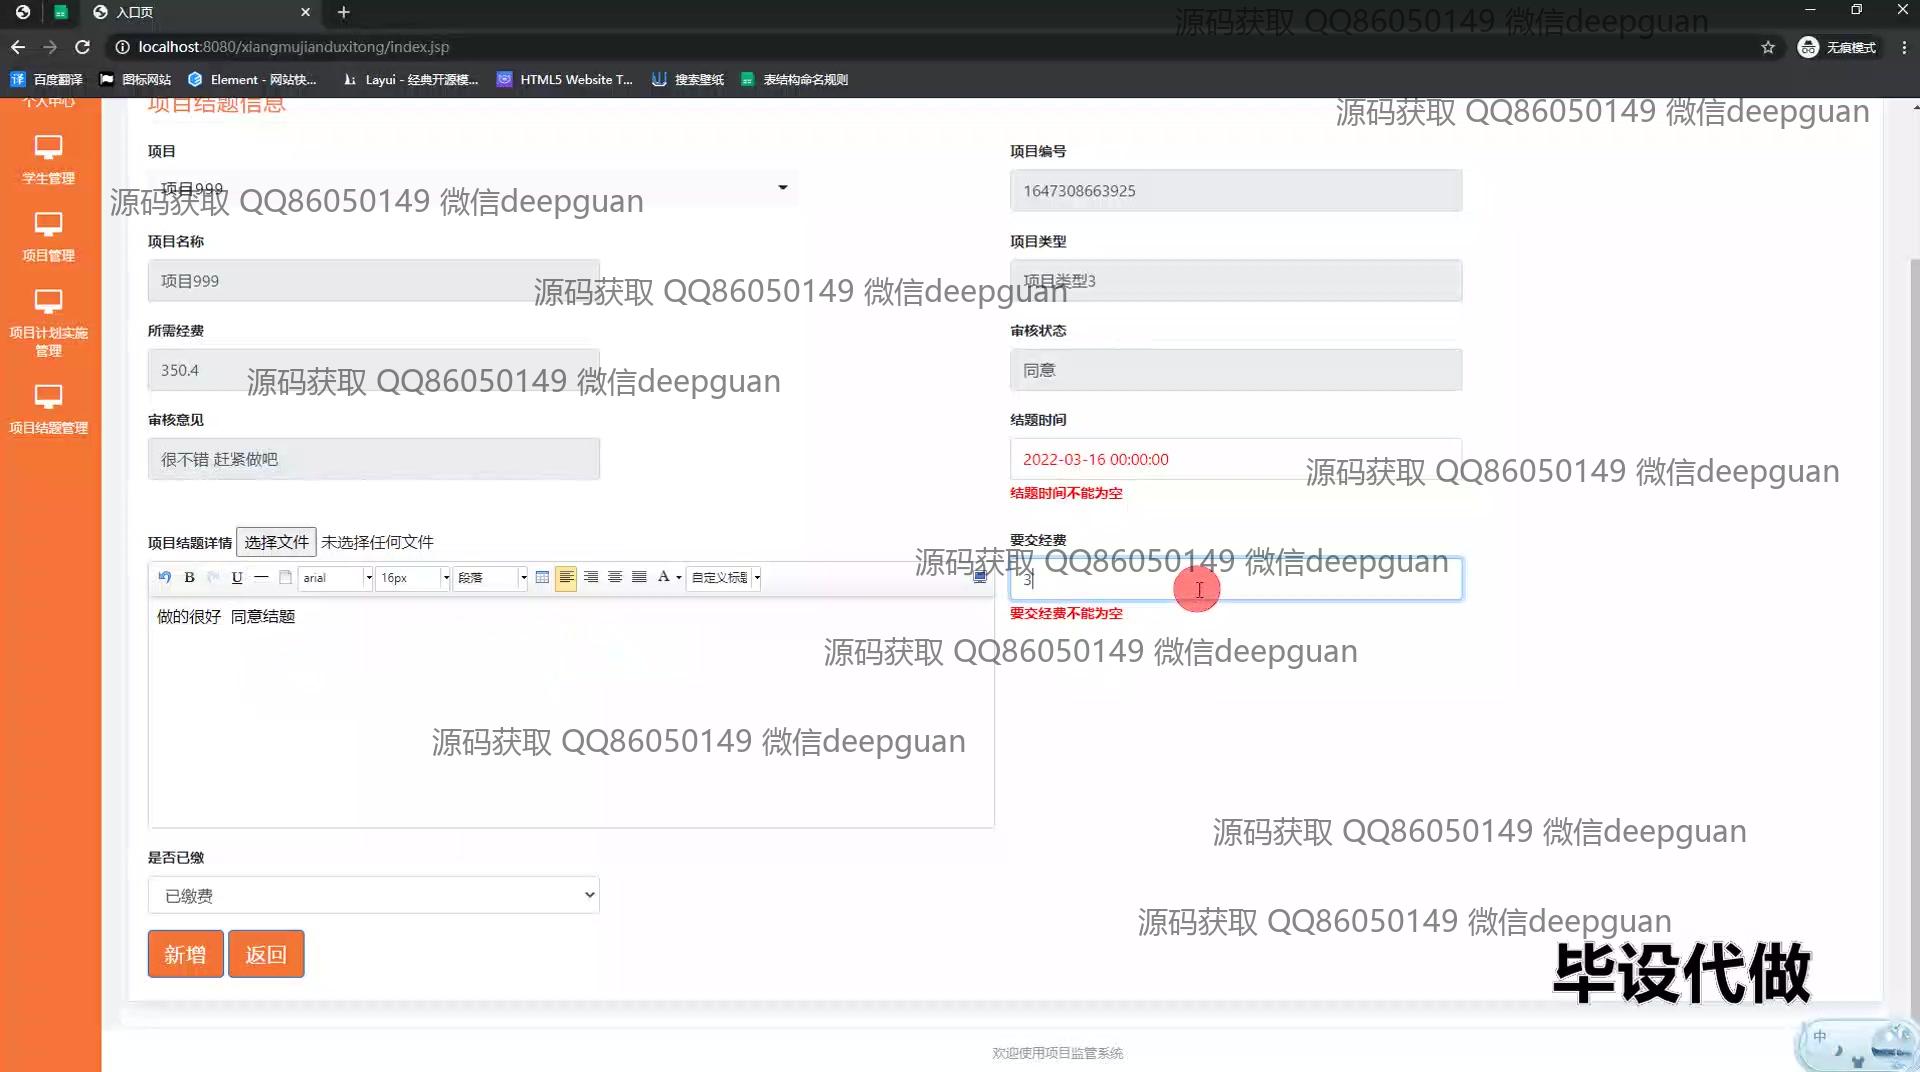 入口页
源码获取 QQ86050149 微信deepguan
localhost:8080/xiangmujianduxitong/index.jsp
无痕模式
百度翻译
图标网站
Element - 网站快...
Layui - 经典开源模...
HTML5 Website T...
搜索壁纸
表结构命名规则
个人中心
项目结题信息
源码获取 QQ86050149 微信deepguan
学生管理
项目管理
项目计划实施
管理
项目结题管理
项目
项目编号
项目999
1647308663925
源码获取 QQ86050149 微信deepguan
项目名称
项目类型
项目999
项目类型3
源码获取 QQ86050149 微信deepguan
所需经费
审核状态
350.4
同意
源码获取 QQ86050149 微信deepguan
审核意见
结题时间
很不错 赶紧做吧
2022-03-16 00:00:00
源码获取 QQ86050149 微信deepguan
结题时间不能为空
项目结题详情 选择文件 未选择任何文件
要交经费
源码获取 QQ86050149 微信deepguan
B U arial 16px 段落 A 自定义标题
3
做的很好 同意结题
要交经费不能为空
源码获取 QQ86050149 微信deepguan
源码获取 QQ86050149 微信deepguan
源码获取 QQ86050149 微信deepguan
是否已缴
已缴费
源码获取 QQ86050149 微信deepguan
新增
返回
毕设代做
欢迎使用项目监管系统
中